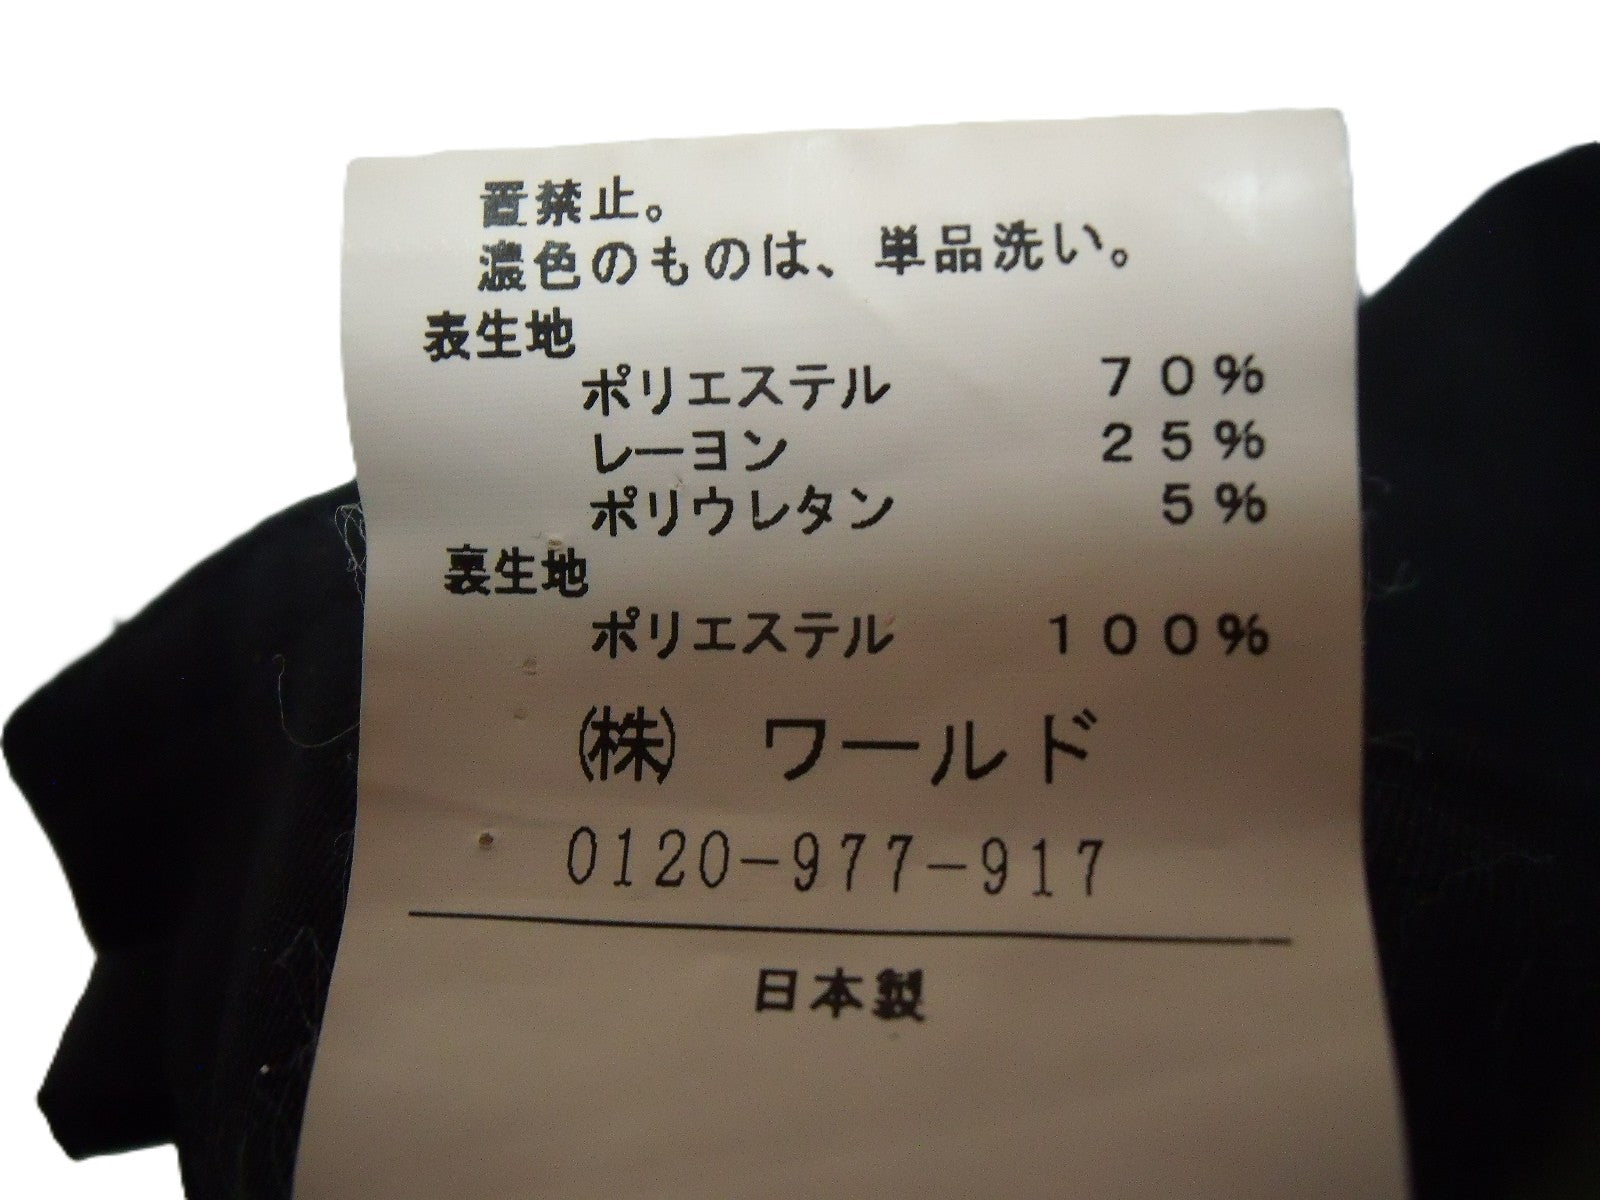 置禁止。
濃色のものは、単品洗い。
表生地
ポリエステル ７０％
レーヨン ２５％
ポリウレタン ５％
裏生地
ポリエステル １００％
㈱ ワールド
0120-977-917
日本製